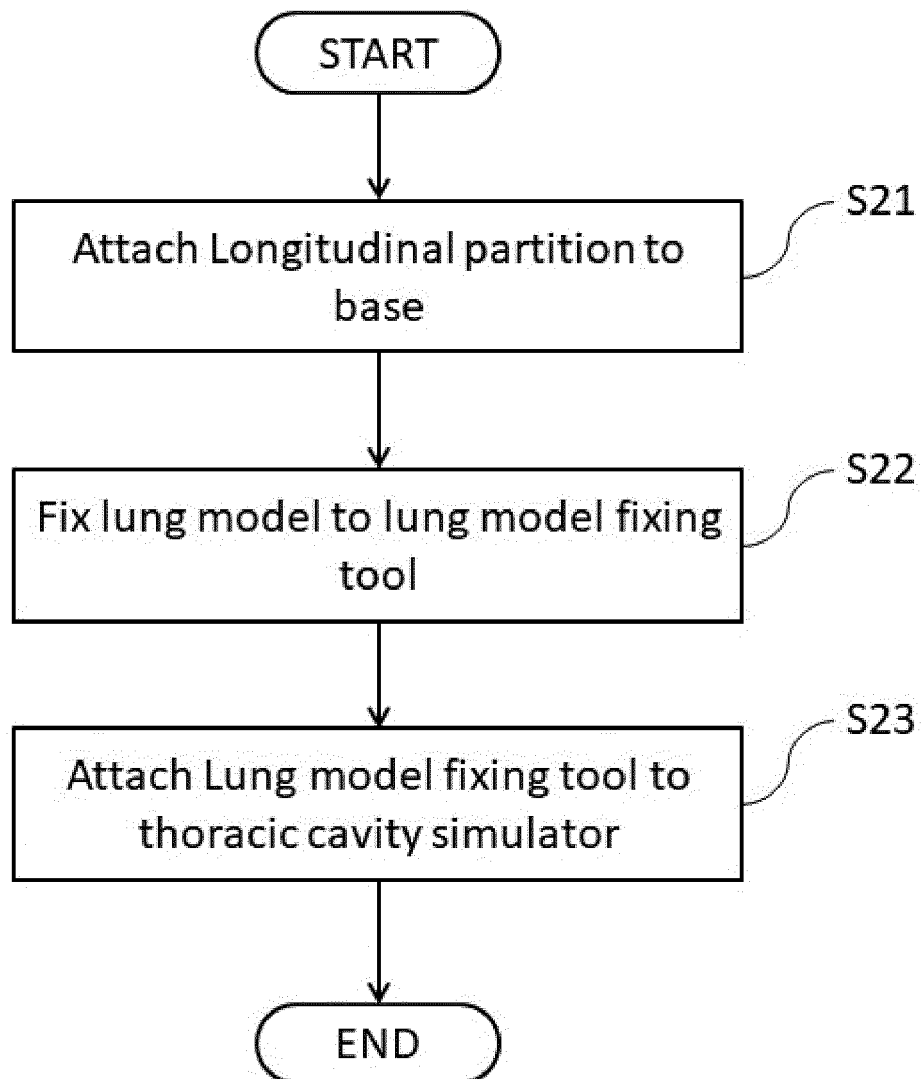 START
S21
Attach Longitudinal partition to
base
S22
Fix lung model to lung model fixing
tool
S23
Attach Lung model fixing tool to
thoracic cavity simulator
END